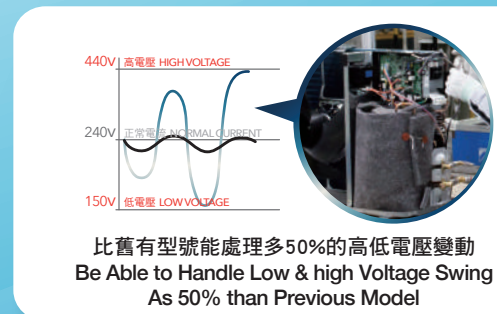 440V 高電壓 HIGH VOLTAGE
240V 正常電流 NORMAL CURRENT
150V 低電壓 LOW VOLTAGE
比舊有型號能處理多50%的高低電壓變動
Be Able to Handle Low & high Voltage Swing
As 50% than Previous Model